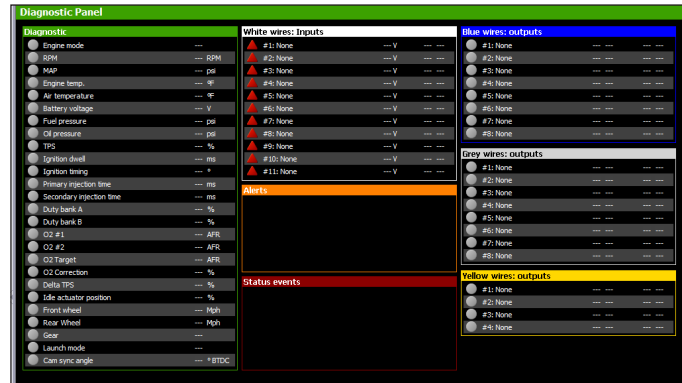 Diagnostic Panel
Diagnostic
Engine mode ---
RPM --- RPM
MAP --- psi
Engine temp. --- ºF
Air temperature --- ºF
Battery voltage --- V
Fuel pressure --- psi
Oil pressure --- psi
TPS --- %
Ignition dwell --- ms
Ignition timing --- °
Primary injection time --- ms
Secondary injection time --- ms
Duty bank A --- %
Duty bank B --- %
O2 #1 --- AFR
O2 #2 --- AFR
O2 Target --- AFR
O2 Correction --- %
Delta TPS --- %
Idle actuator position --- %
Front wheel --- Mph
Rear Wheel --- Mph
Gear ---
Launch mode ---
Cam sync angle --- °BTDC
White wires: Inputs
#1: None --- V --- ---
#2: None --- V --- ---
#3: None --- V --- ---
#4: None --- V --- ---
#5: None --- V --- ---
#6: None --- V --- ---
#7: None --- V --- ---
#8: None --- V --- ---
#9: None --- V --- ---
#10: None --- V --- ---
#11: None --- V --- ---
Alerts
Status events
Blue wires: outputs
#1: None --- --- --- ---
#2: None --- --- --- ---
#3: None --- --- --- ---
#4: None --- --- --- ---
#5: None --- --- --- ---
#6: None --- --- --- ---
#7: None --- --- --- ---
#8: None --- --- --- ---
Grey wires: outputs
#1: None --- --- --- ---
#2: None --- --- --- ---
#3: None --- --- --- ---
#4: None --- --- --- ---
#5: None --- --- --- ---
#6: None --- --- --- ---
#7: None --- --- --- ---
#8: None --- --- --- ---
Yellow wires: outputs
#1: None --- --- --- ---
#2: None --- --- --- ---
#3: None --- --- --- ---
#4: None --- --- --- ---